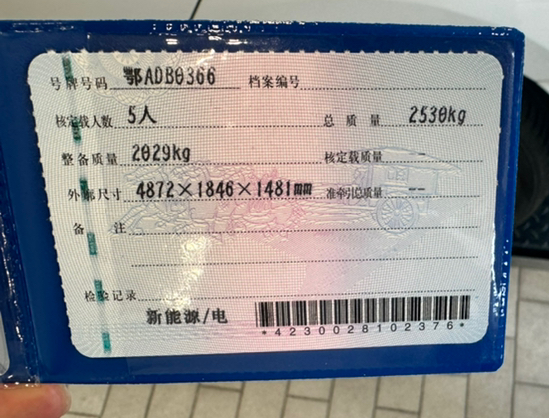 号牌号码 鄂ADB0366 档案编号
核定载人数 5人 总质量 2530kg
整备质量 2029kg 核定载质量 --
外廓尺寸 4872×1846×1481mm 准牵引总质量 --
备注
检验记录
新能源/电
*4230028102376*